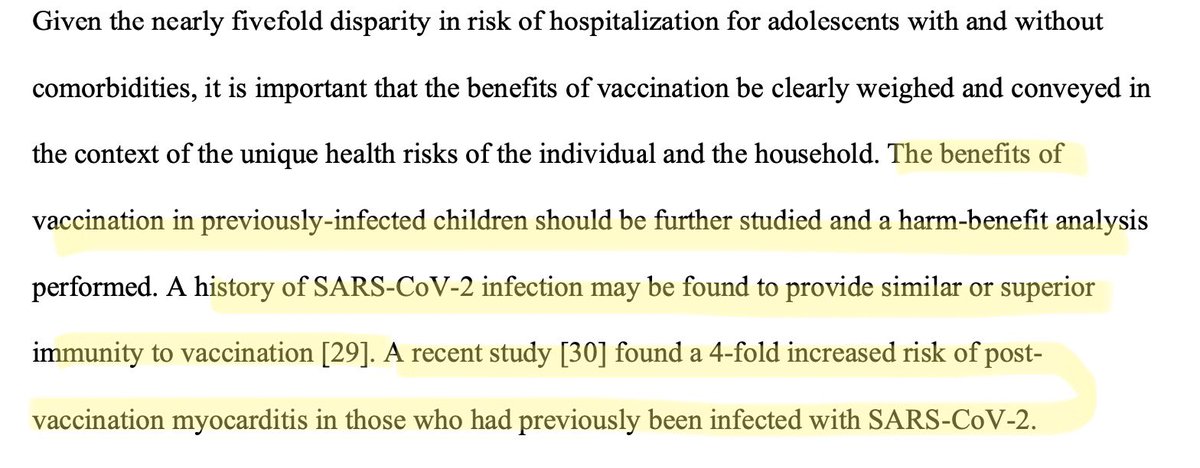 Given the nearly fivefold disparity in risk of hospitalization for adolescents with and without
comorbidities, it is important that the benefits of vaccination be clearly weighed and conveyed in
the context of the unique health risks of the individual and the household. The benefits of
vaccination in previously-infected children should be further studied and a harm-benefit analysis
performed. A history of SARS-CoV-2 infection may be found to provide similar or superior
immunity to vaccination [29]. A recent study [30] found a 4-fold increased risk of post-
vaccination myocarditis in those who had previously been infected with SARS-CoV-2.